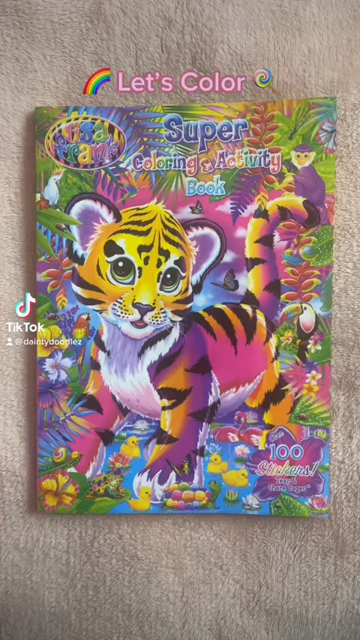 🌈 Let's Color 🍭
Lisa
Frank
Super
Coloring & Activity
Book
TikTok
@daintydoodlez
100
Stickers!